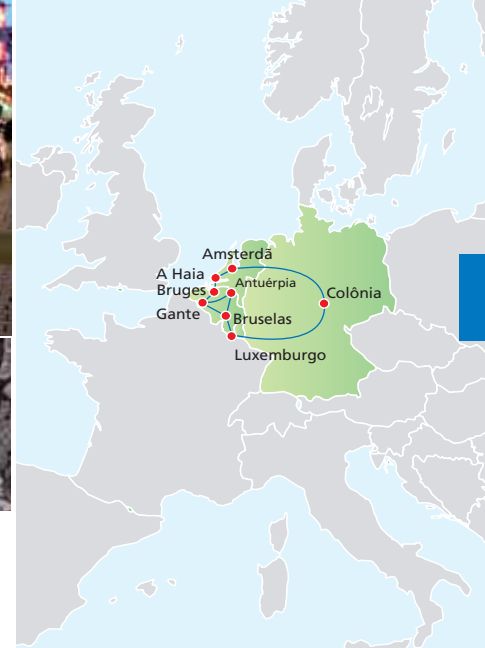 Amsterdã
A Haia
Antuérpia
Bruges
Colônia
Gante
Bruselas
Luxemburgo